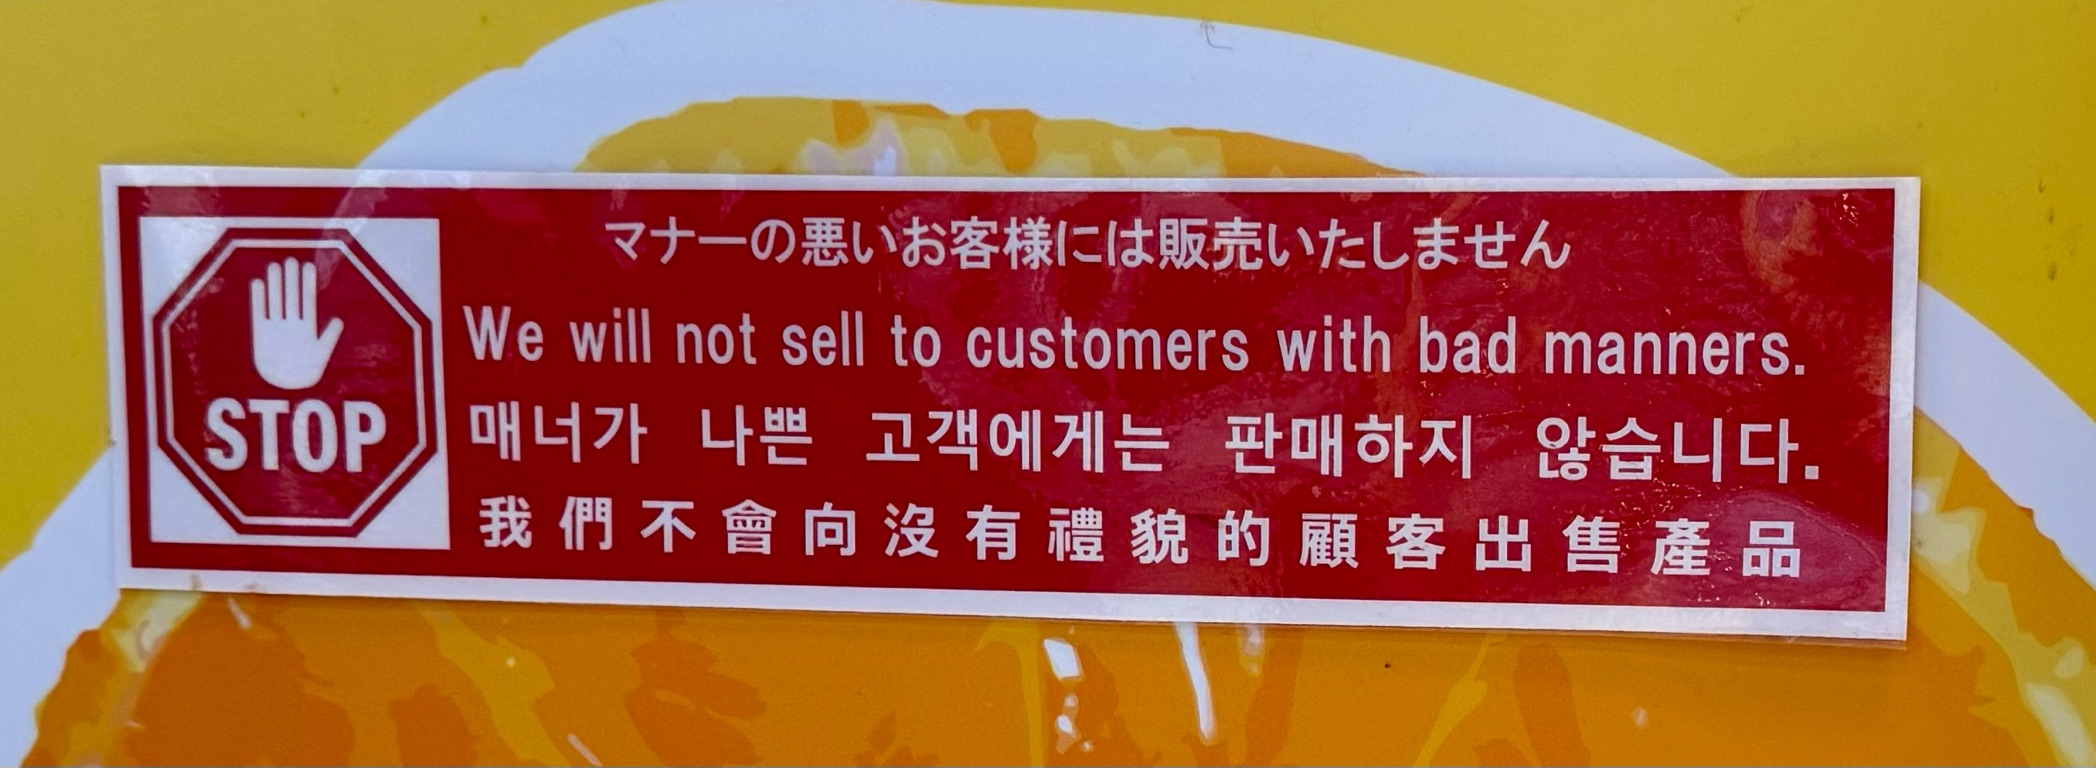 STOP
マナーの悪いお客様には販売いたしません
We will not sell to customers with bad manners.
매너가 나쁜 고객에게는 판매하지 않습니다.
我們不會向沒有禮貌的顧客出售產品